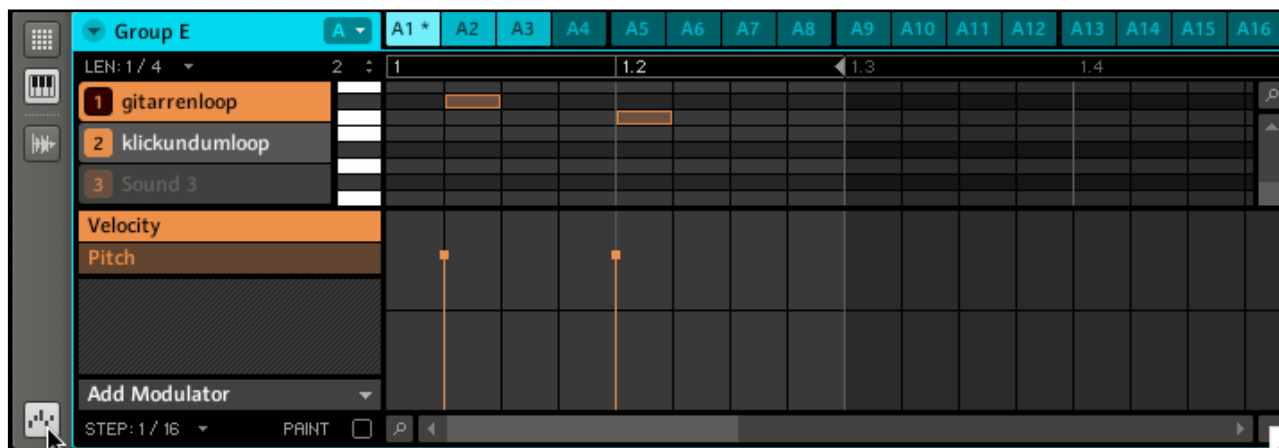 Group E A A1 * A2 A3 A4 A5 A6 A7 A8 A9 A10 A11 A12 A13 A14 A15 A16
LEN: 1 / 4 2 1 1.2 1.3 1.4
1 gitarrenloop
2 klickundumloop
3 Sound 3
Velocity
Pitch
Add Modulator
STEP: 1 / 16 PAINT